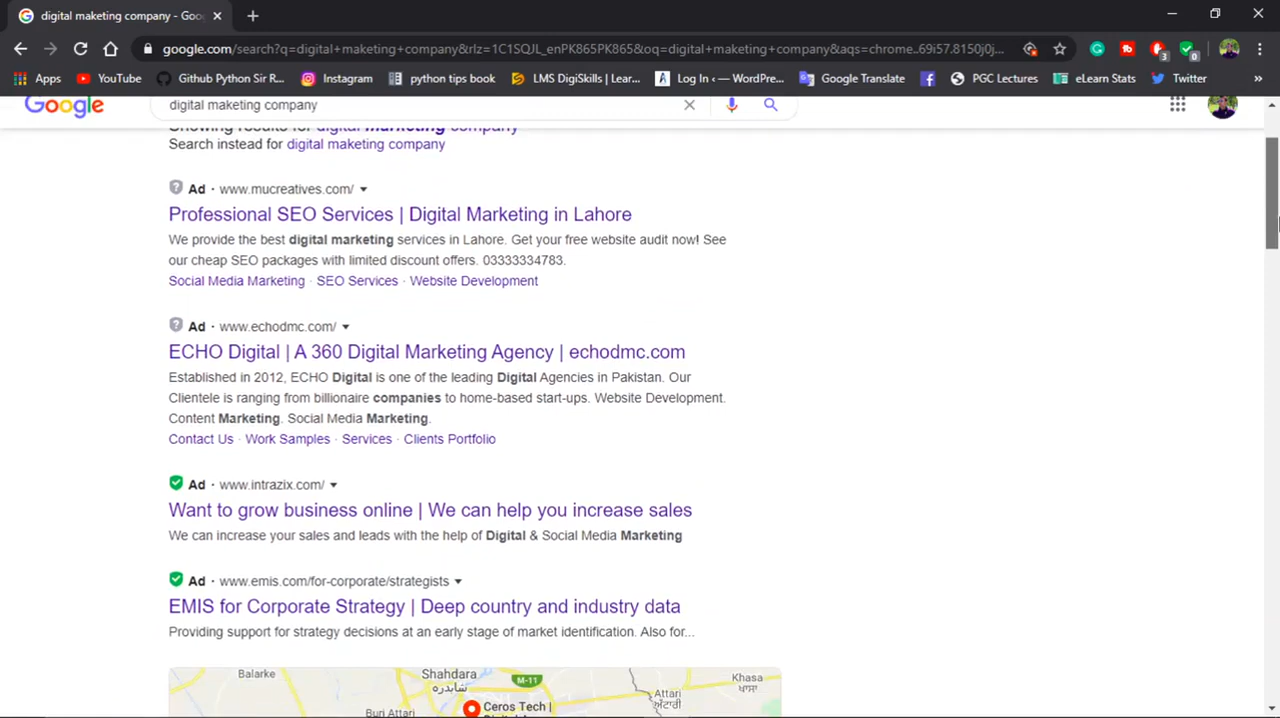 digital maketing company - Goo
google.com/search?q=digital+maketing+company&rlz=1C1SQJL_enPK865PK865&oq=digital+maketing+company&aqs=chrome..69i57.8150j0j...
Apps YouTube Github Python Sir R... Instagram python tips book LMS DigiSkills | Lear... Log In ‹ — WordPre... Google Translate PGC Lectures eLearn Stats Twitter »
Google digital maketing company
Showing results for digital marketing company
Search instead for digital maketing company
Ad · www.mucreatives.com/
Professional SEO Services | Digital Marketing in Lahore
We provide the best digital marketing services in Lahore. Get your free website audit now! See
our cheap SEO packages with limited discount offers. 03333334783.
Social Media Marketing · SEO Services · Website Development
Ad · www.echodmc.com/
ECHO Digital | A 360 Digital Marketing Agency | echodmc.com
Established in 2012, ECHO Digital is one of the leading Digital Agencies in Pakistan. Our
Clientele is ranging from billionaire companies to home-based start-ups. Website Development.
Content Marketing. Social Media Marketing.
Contact Us · Work Samples · Services · Clients Portfolio
Ad · www.intrazix.com/
Want to grow business online | We can help you increase sales
We can increase your sales and leads with the help of Digital & Social Media Marketing
Ad · www.emis.com/for-corporate/strategists
EMIS for Corporate Strategy | Deep country and industry data
Providing support for strategy decisions at an early stage of market identification. Also for...
Balarke
Shahdara
شاہدره
M-11
Khasa
ਖਾਸਾ
Attari
ਅੱਟਾਰੀ
Buri Attari
Ceros Tech |